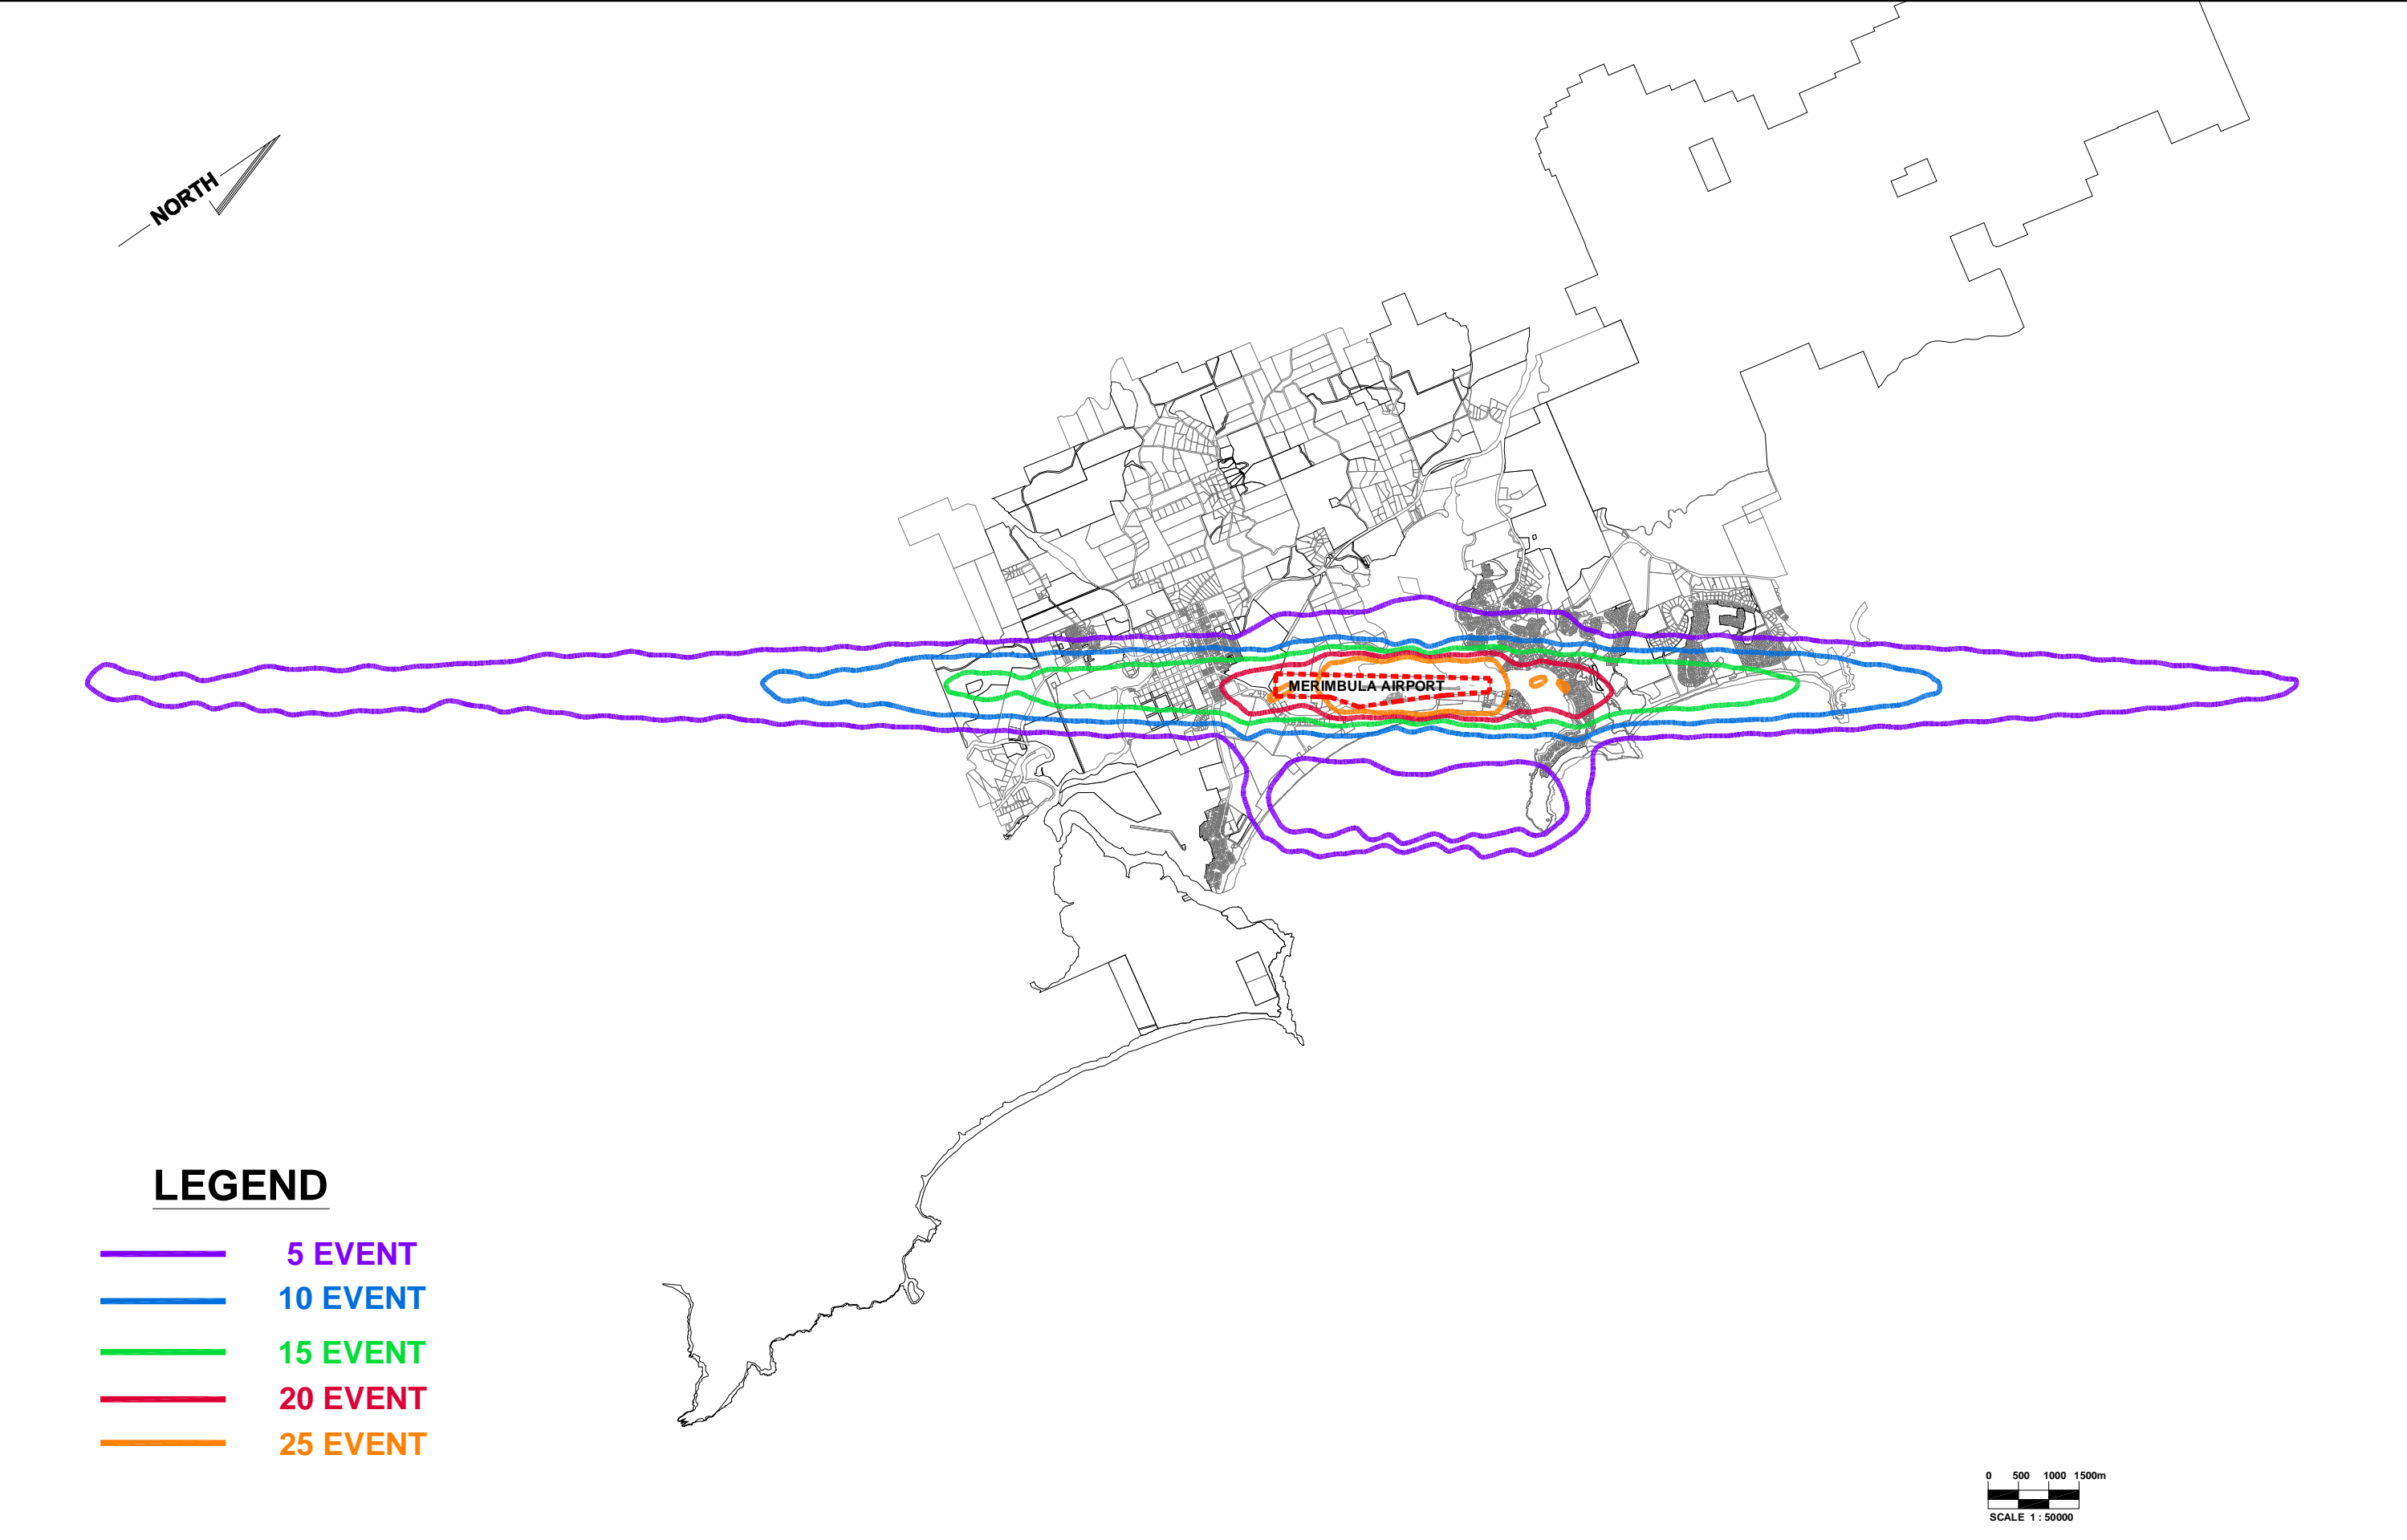 NORTH
MERIMBULA AIRPORT
LEGEND
5 EVENT
10 EVENT
15 EVENT
20 EVENT
25 EVENT
0 500 1000 1500m
SCALE 1 : 50000